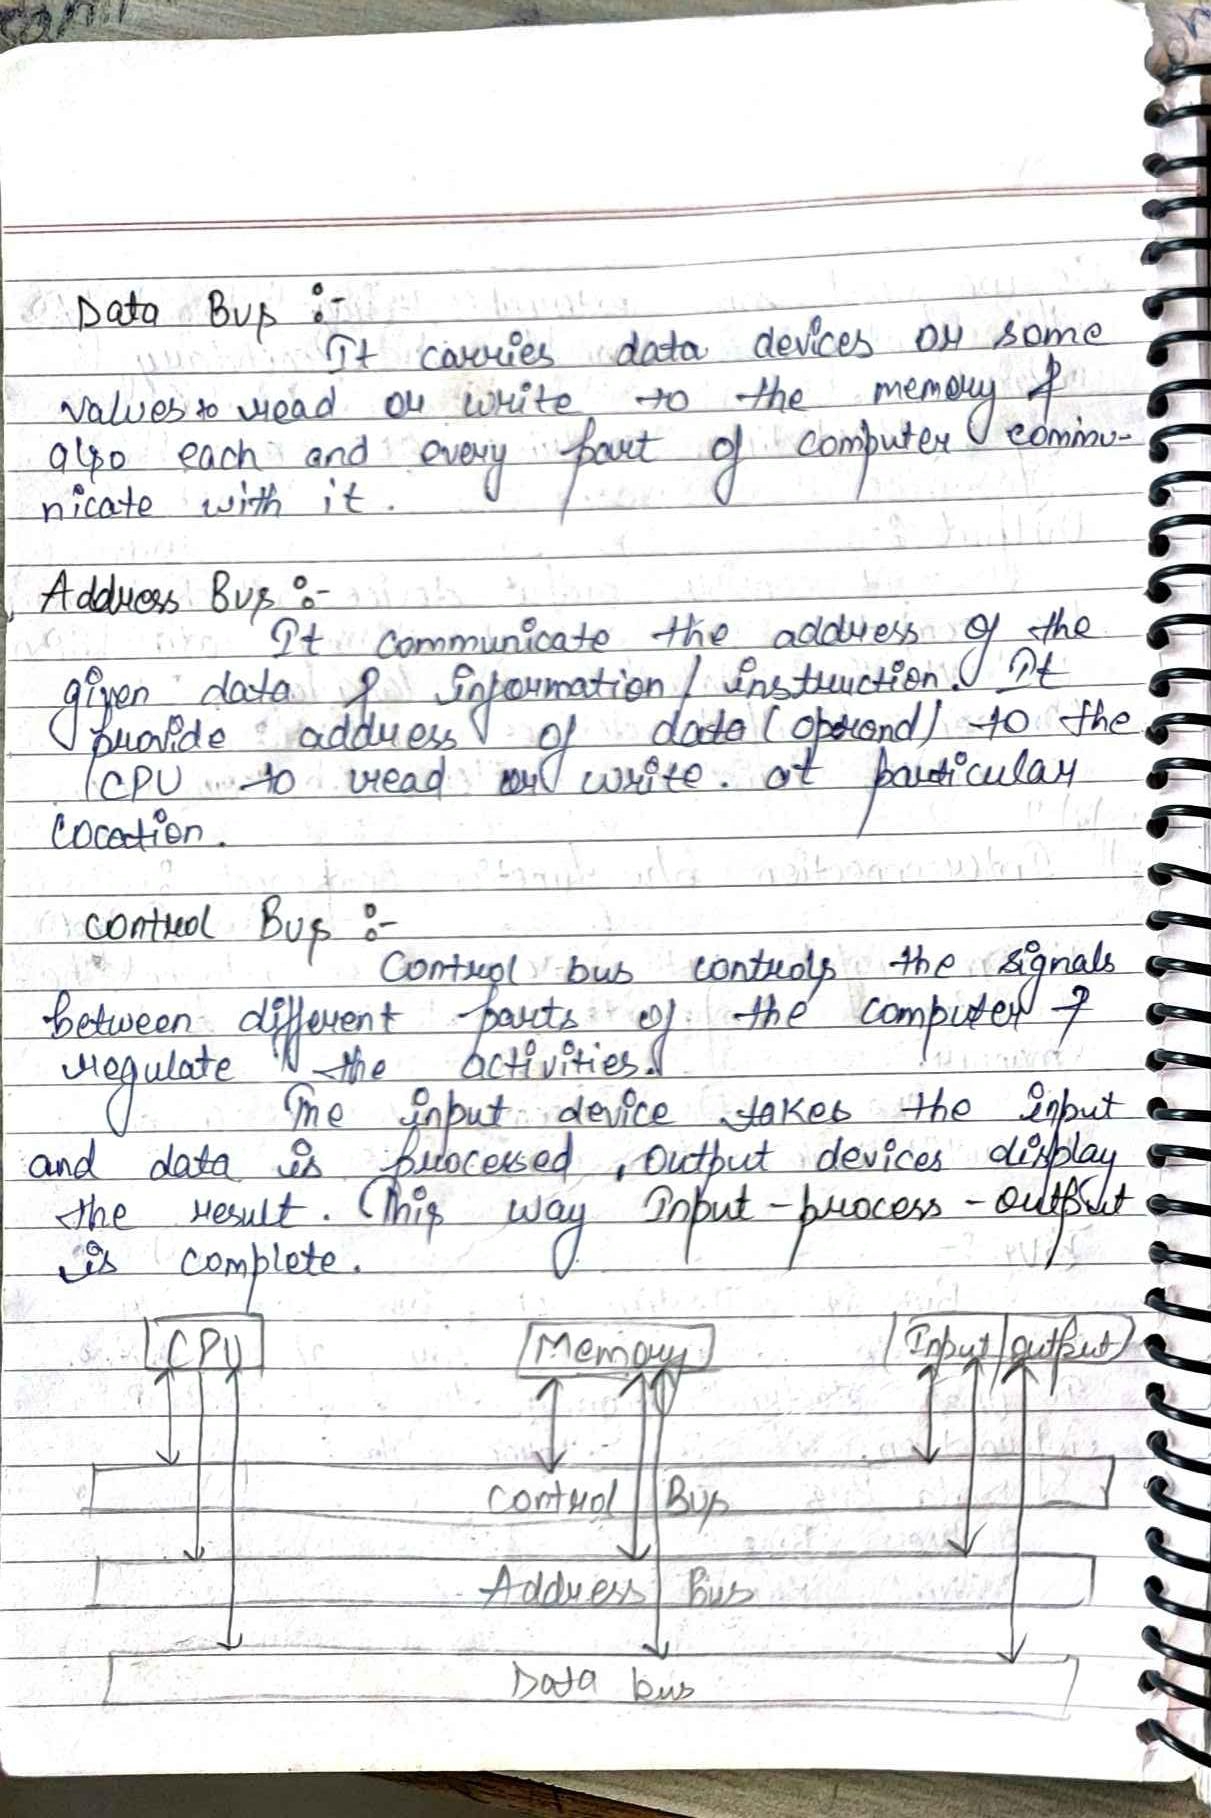 Data Bus :-
It carries data devices or some
values to read or write to the memory &
also each and every part of computer commu-
nicate with it.
Address Bus :-
It communicate the address of the
given data & information / instruction. It
provide address of data (operand) to the
CPU to read or write. at particular
Location.
control Bus :-
Control bus controls the signals
between different parts of the computer &
regulate the activities.
The input device takes the input
and data is processed, output devices display
the result. This way Input-process-output
is complete.
CPU Memory Input/output
Control Bus
Address Bus
Data bus